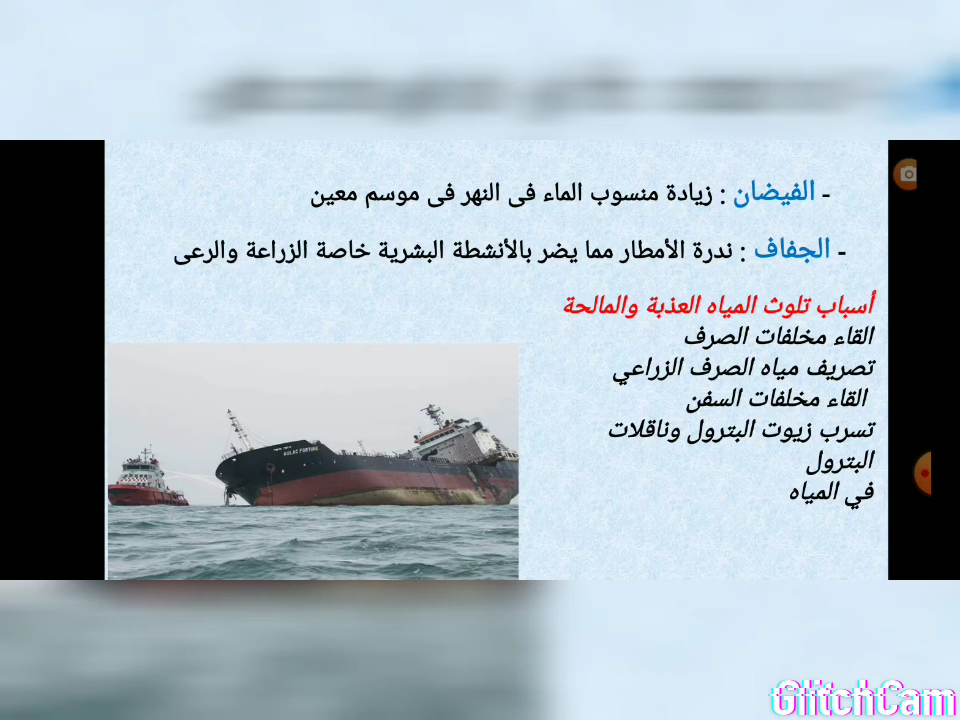 - الفيضان : زيادة منسوب الماء فى النهر فى موسم معين
- الجفاف : ندرة الأمطار مما يضر بالأنشطة البشرية خاصة الزراعة والرعى
أسباب تلوث المياه العذبة والمالحة
القاء مخلفات الصرف
تصريف مياه الصرف الزراعي
القاء مخلفات السفن
تسرب زيوت البترول وناقلات
البترول
في المياه
AULAC FORTUNE
GlitchCam